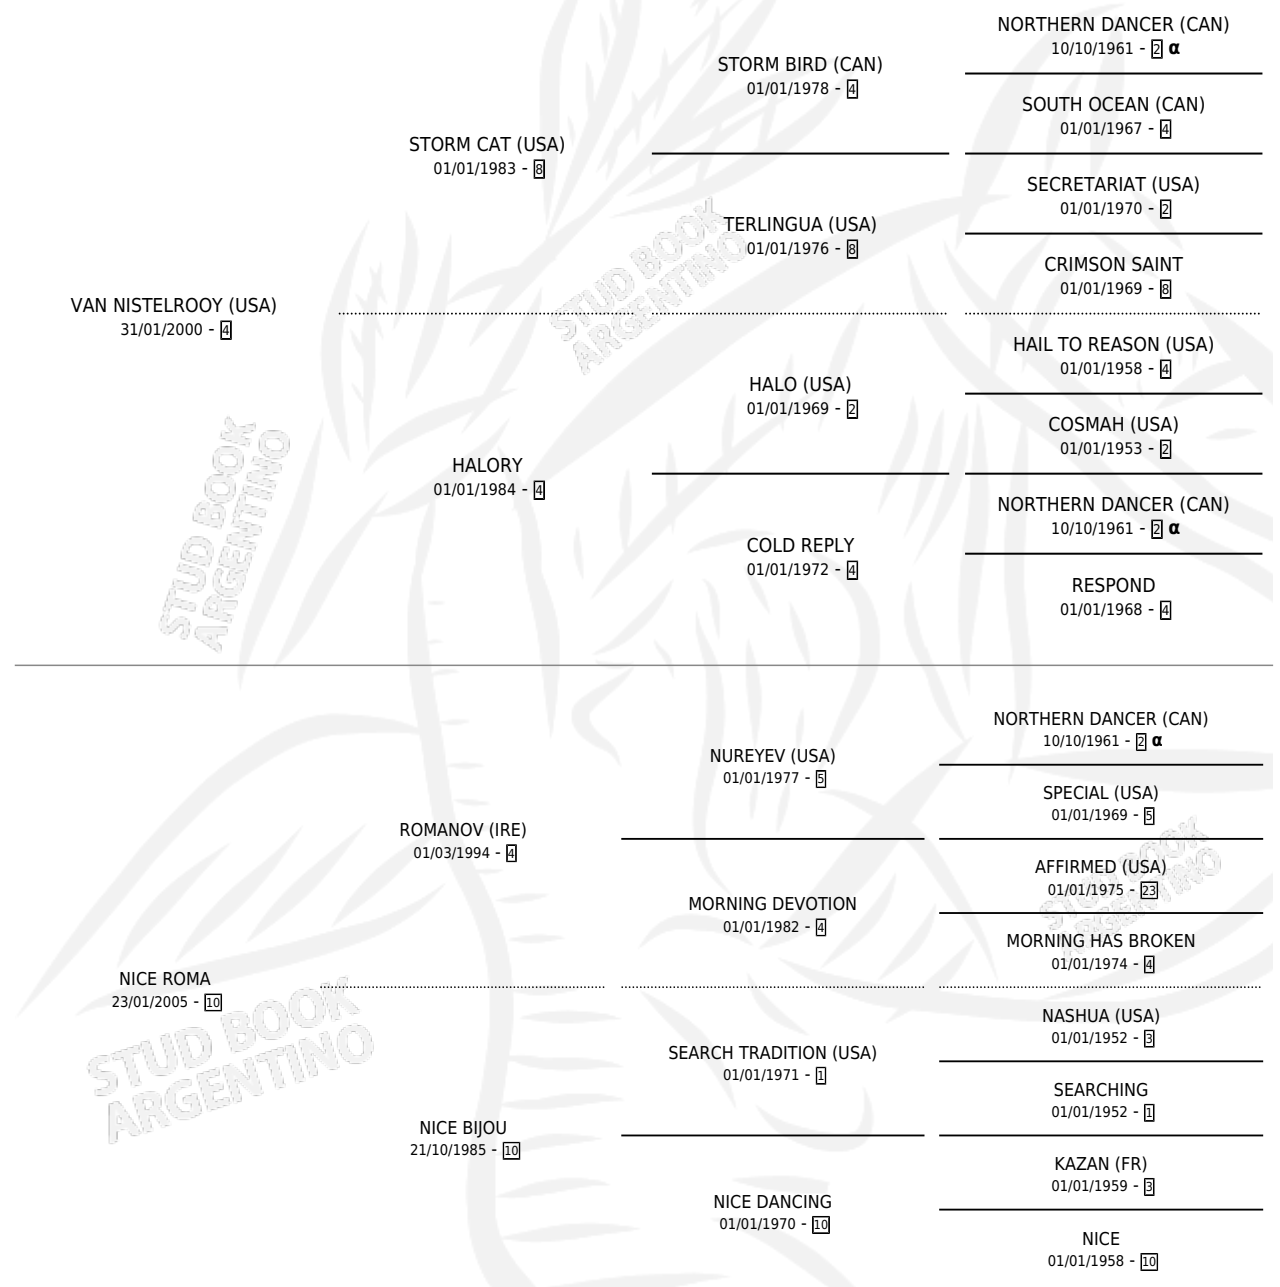 NORTHERN DANCER (CAN)
10/10/1961 - 2 α
STORM BIRD (CAN)
01/01/1978 - 4
SOUTH OCEAN (CAN)
01/01/1967 - 4
STORM CAT (USA)
01/01/1983 - 8
SECRETARIAT (USA)
01/01/1970 - 2
TERLINGUA (USA)
01/01/1976 - 8
CRIMSON SAINT
01/01/1969 - 8
VAN NISTELROOY (USA)
31/01/2000 - 4
STUD BOOK
ARGENTINO
HAIL TO REASON (USA)
01/01/1958 - 4
HALO (USA)
01/01/1969 - 2
COSMAH (USA)
01/01/1953 - 2
HALORY
01/01/1984 - 4
NORTHERN DANCER (CAN)
10/10/1961 - 2 α
COLD REPLY
01/01/1972 - 4
RESPOND
01/01/1968 - 4
STUD BOOK
ARGENTINO
NORTHERN DANCER (CAN)
10/10/1961 - 2 α
NUREYEV (USA)
01/01/1977 - 5
SPECIAL (USA)
01/01/1969 - 5
ROMANOV (IRE)
01/03/1994 - 4
AFFIRMED (USA)
01/01/1975 - 23
STUD BOOK
ARGENTINO
MORNING DEVOTION
01/01/1982 - 4
MORNING HAS BROKEN
01/01/1974 - 4
NICE ROMA
23/01/2005 - 10
STUD BOOK
ARGENTINO
NASHUA (USA)
01/01/1952 - 3
SEARCH TRADITION (USA)
01/01/1971 - 1
SEARCHING
01/01/1952 - 1
NICE BIJOU
21/10/1985 - 10
KAZAN (FR)
01/01/1959 - 3
NICE DANCING
01/01/1970 - 10
NICE
01/01/1958 - 10